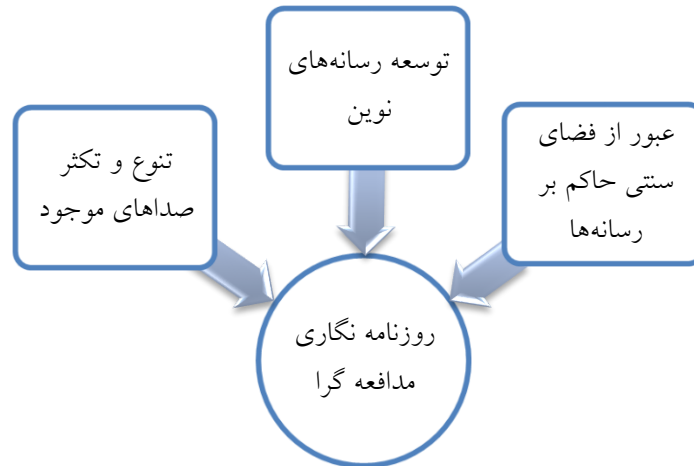 توسعه رسانه‌های
نوین
عبور از فضای
سنتی حاکم بر
رسانه‌ها
تنوع و تکثر
صداهای موجود
روزنامه نگاری
مدافعه گرا